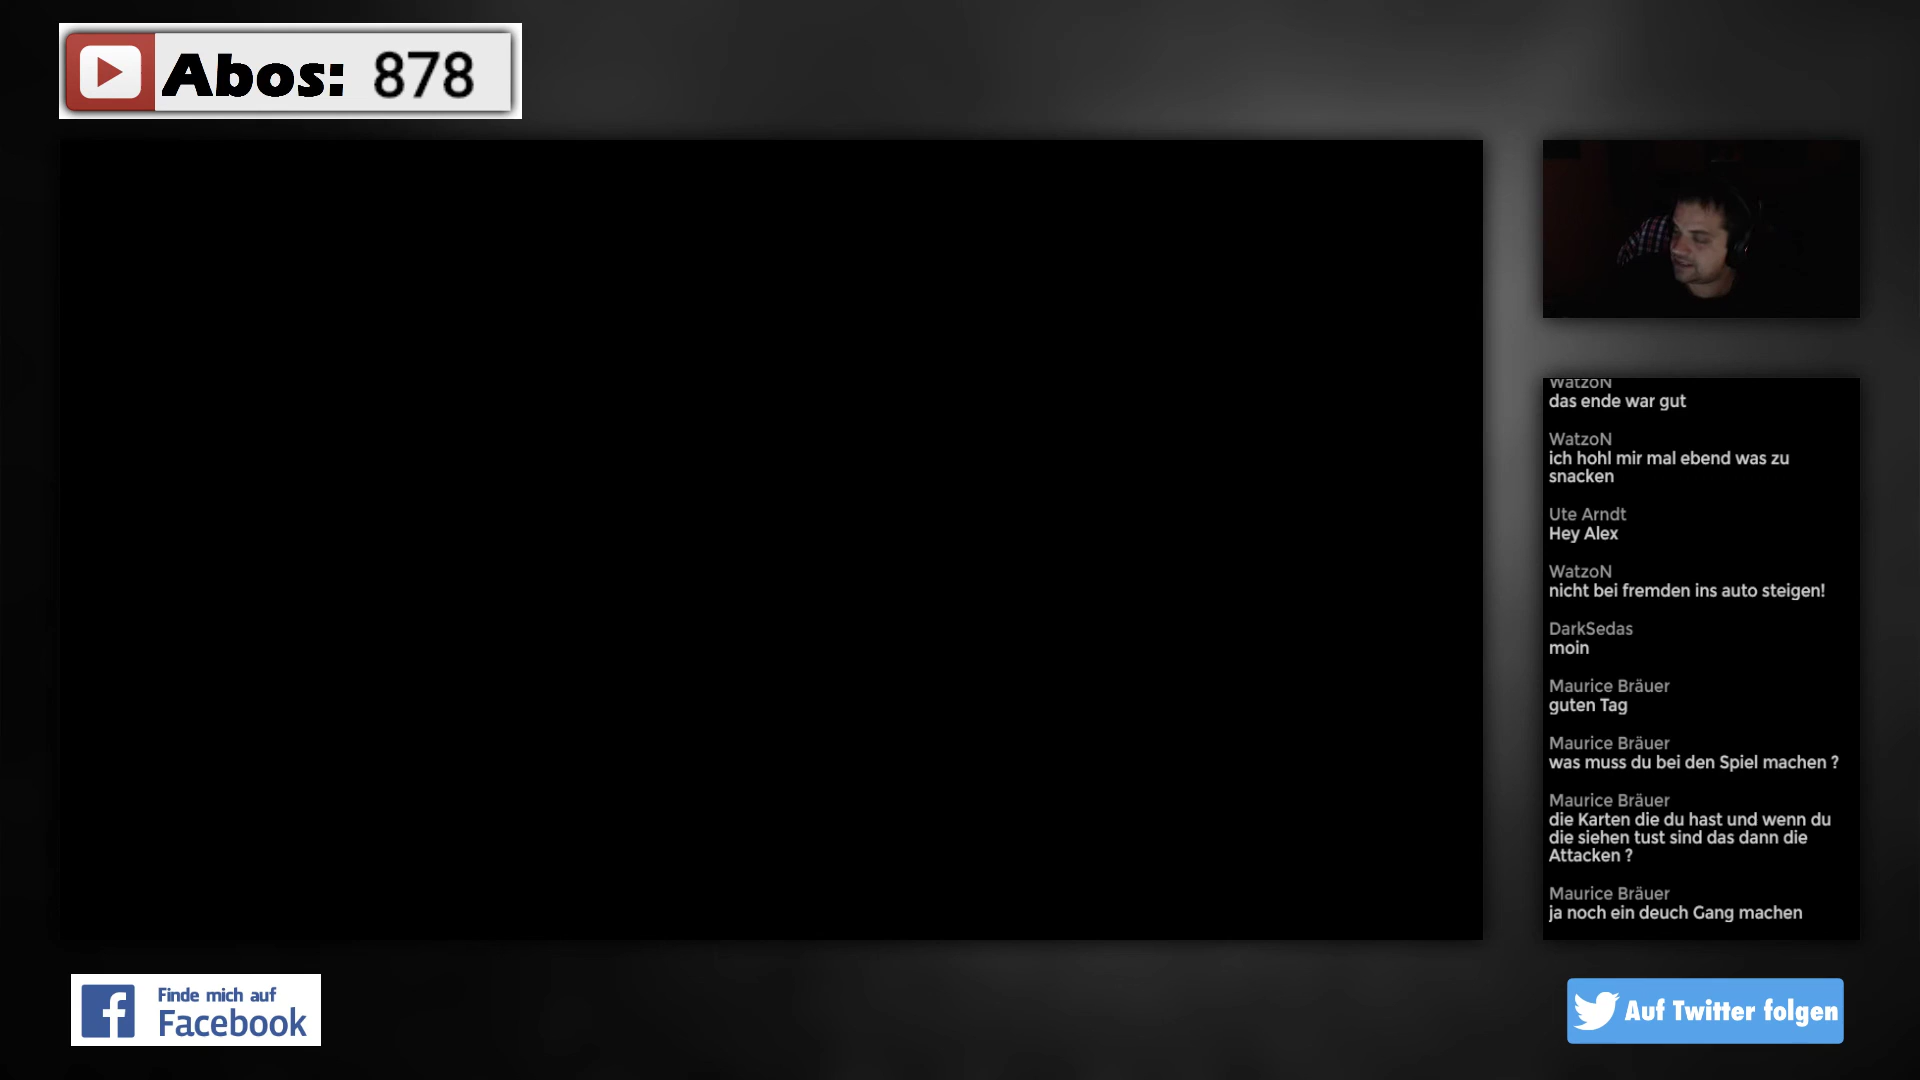 Abos: 878
WatzoN
das ende war gut
WatzoN
ich hohl mir mal ebend was zu
snacken
Ute Arndt
Hey Alex
WatzoN
nicht bei fremden ins auto steigen!
DarkSedas
moin
Maurice Bräuer
guten Tag
Maurice Bräuer
was muss du bei den Spiel machen ?
Maurice Bräuer
die Karten die du hast und wenn du
die siehen tust sind das dann die
Attacken ?
Maurice Bräuer
ja noch ein deuch Gang machen
Finde mich auf
Facebook
Auf Twitter folgen